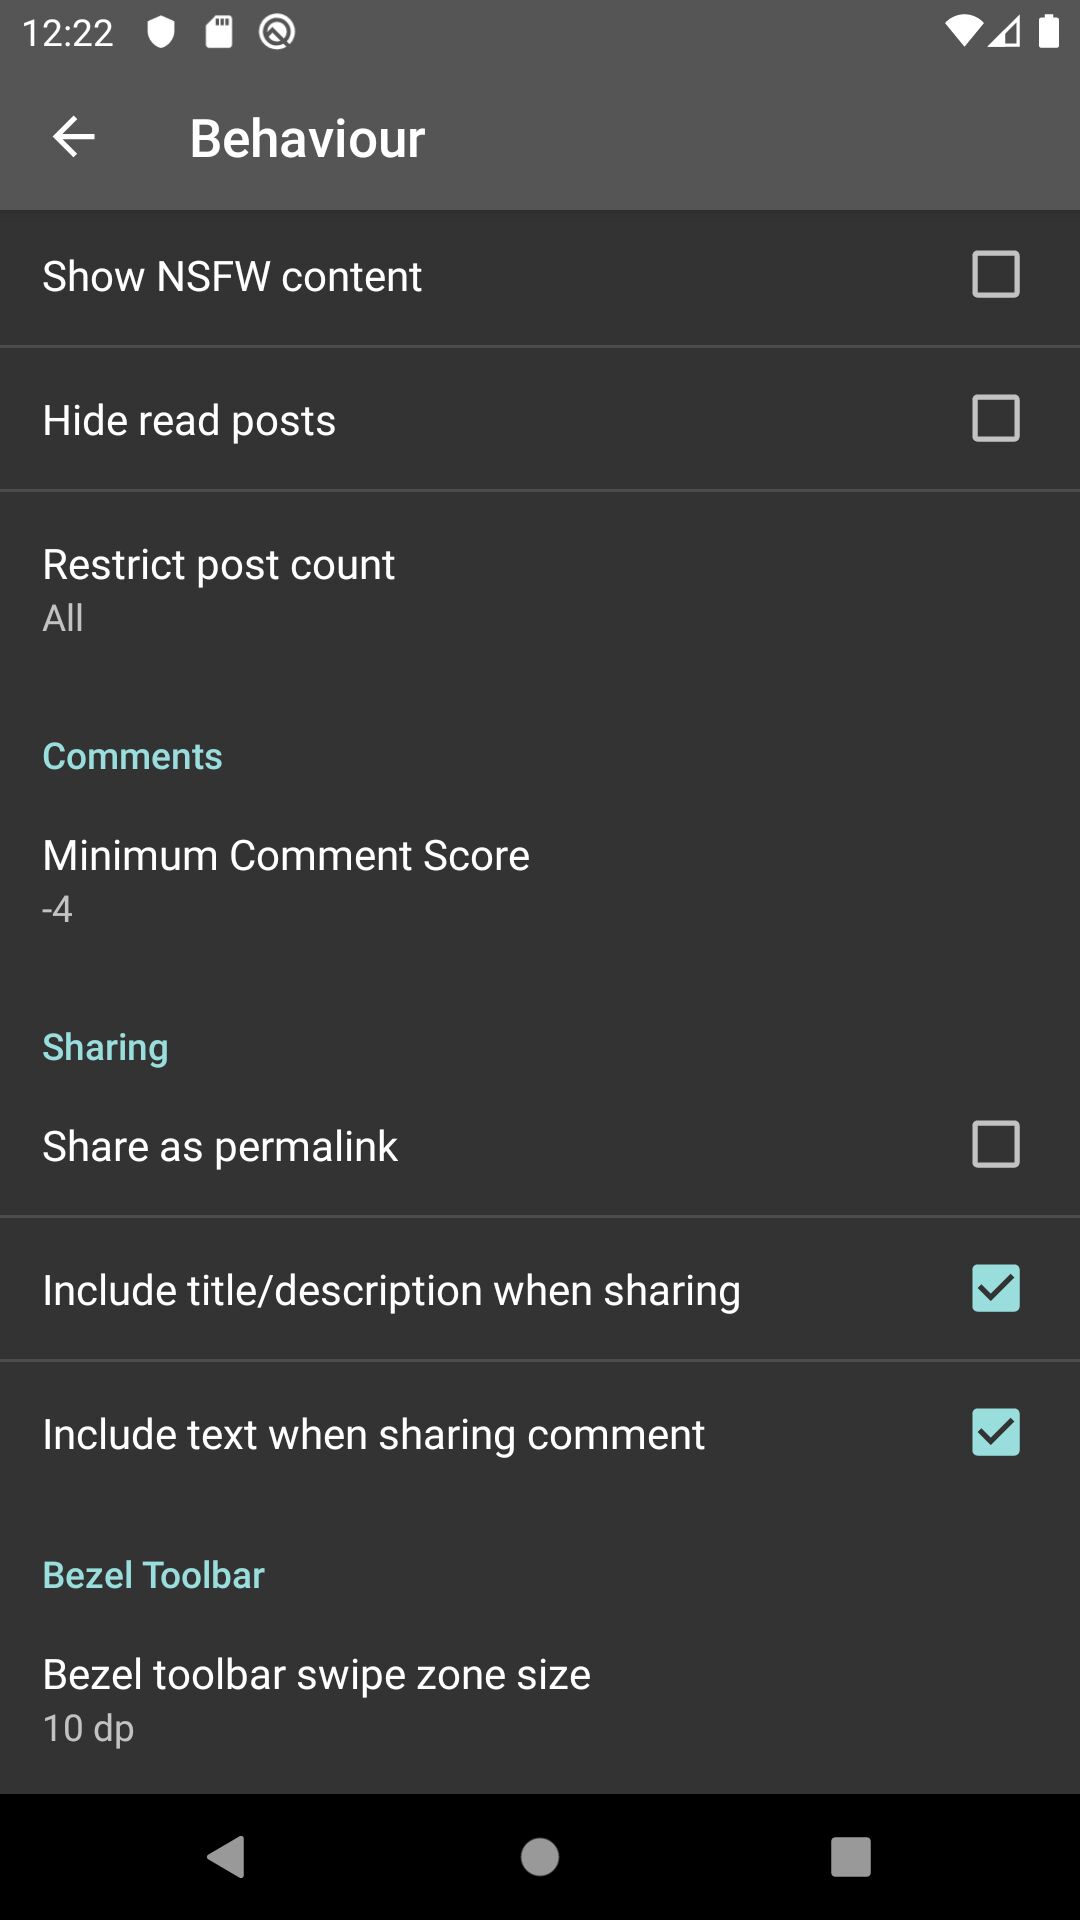 12:22
Behaviour
Show NSFW content
Hide read posts
Restrict post count
All
Comments
Minimum Comment Score
-4
Sharing
Share as permalink
Include title/description when sharing
Include text when sharing comment
Bezel Toolbar
Bezel toolbar swipe zone size
10 dp